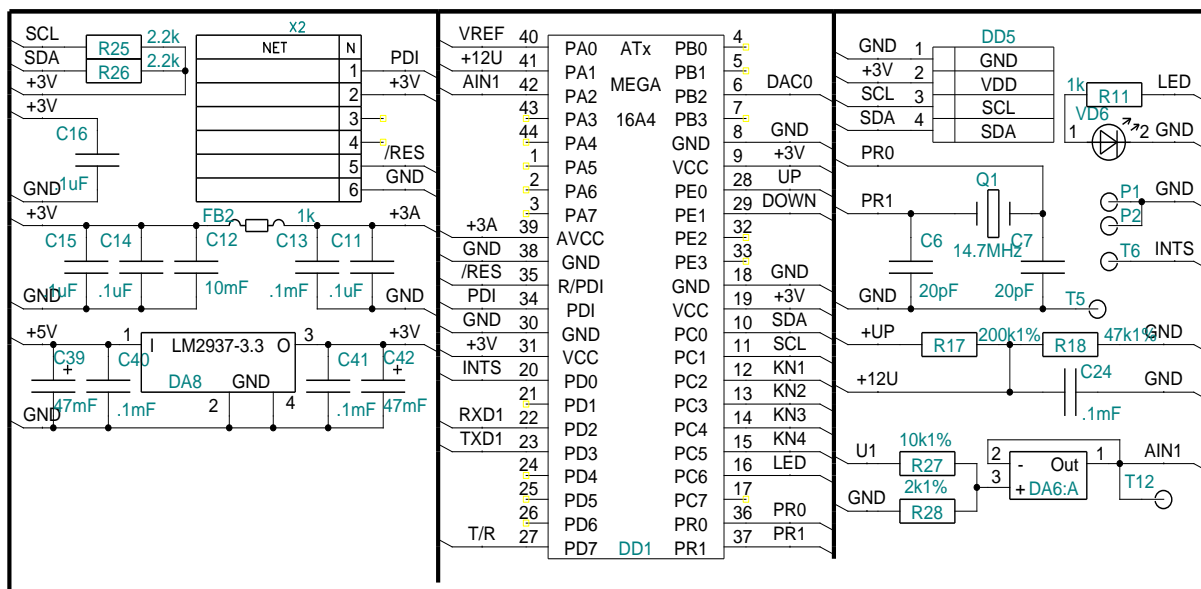 SCL
R25
2.2k
SDA
R26
2.2k
+3V
+3V
C16
1uF
GND
X2
NET N
1 PDI
2 +3V
3
4
5 /RES
6 GND
+3V
FB2
1k
+3A
C15
C14
C12
C13
C11
1uF
.1uF
10mF
.1mF
.1uF
GND
GND
+5V
1
I LM2937-3.3 O
3
+3V
C39
+
C40
DA8
GND
C41
C42
+
47mF
.1mF
2
4
.1mF
47mF
GND
ATx
MEGA
16A4
VREF 40 PA0
+12U 41 PA1
AIN1 42 PA2
43 PA3
44 PA4
1 PA5
2 PA6
3 PA7
+3A 39 AVCC
GND 38 GND
/RES 35 R/PDI
PDI 34 PDI
GND 30 GND
+3V 31 VCC
INTS 20 PD0
21 PD1
RXD1 22 PD2
TXD1 23 PD3
24 PD4
25 PD5
26 PD6
T/R 27 PD7
DD1
PB0 4
PB1 5
PB2 6 DAC0
PB3 7
GND 8 GND
VCC 9 +3V
PE0 28 UP
PE1 29 DOWN
PE2 32
PE3 33
GND 18 GND
VCC 19 +3V
PC0 10 SDA
PC1 11 SCL
PC2 12 KN1
PC3 13 KN2
PC4 14 KN3
PC5 15 KN4
PC6 16 LED
PC7 17
PR0 36 PR0
PR1 37 PR1
DD5
GND 1 GND
+3V 2 VDD
SCL 3 SCL
SDA 4 SDA
1k
R11
LED
VD6
1
2
GND
PR0
PR1
Q1
C6
14.7MHz
C7
20pF
20pF
GND
T5
P1
GND
P2
T6
INTS
+UP
R17
200k1%
R18
47k1%
GND
+12U
C24
GND
.1mF
U1
10k1%
R27
2k1%
GND
R28
2
-
Out
1
AIN1
3
+
DA6:A
T12